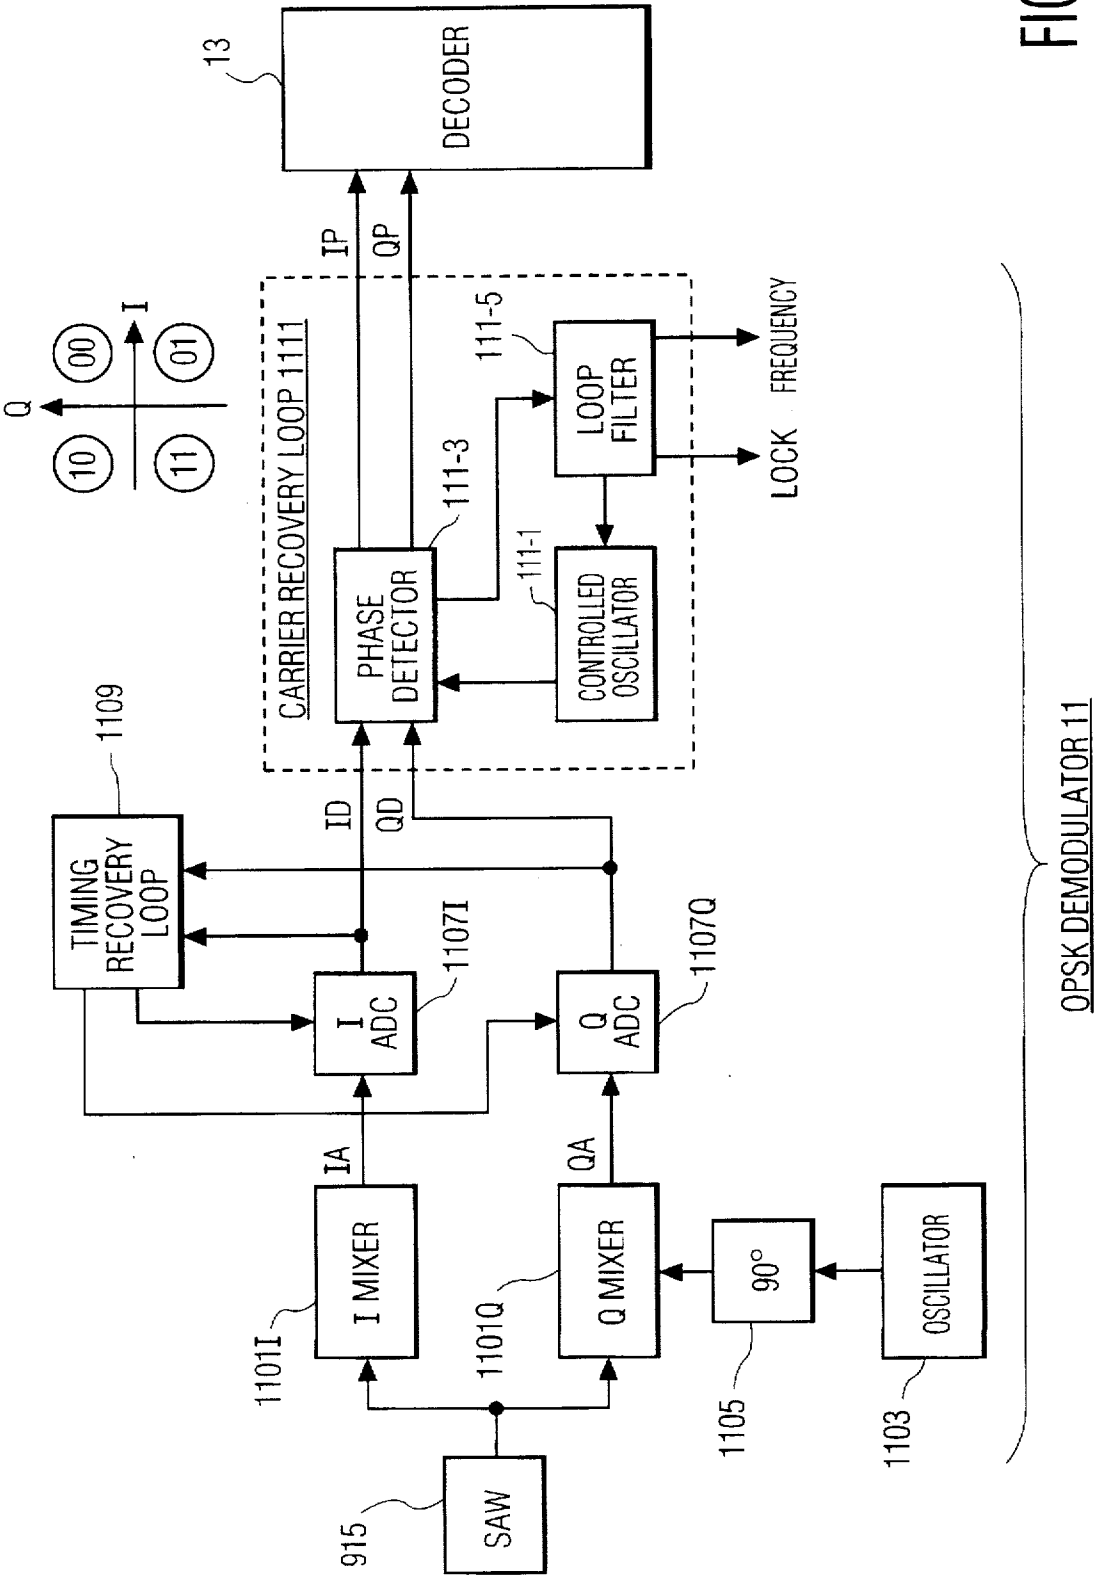 FIG
13
DECODER
IP
QP
Q
I
10
00
11
01
CARRIER RECOVERY LOOP 1111
PHASE
DETECTOR
111-3
111-5
LOOP
FILTER
111-1
CONTROLLED
OSCILLATOR
LOCK
FREQUENCY
1109
TIMING
RECOVERY
LOOP
ID
QD
I
ADC
1107I
Q
ADC
1107Q
IA
QA
I MIXER
1101I
Q MIXER
1101Q
90°
1105
OSCILLATOR
1103
SAW
915
QPSK DEMODULATOR 11